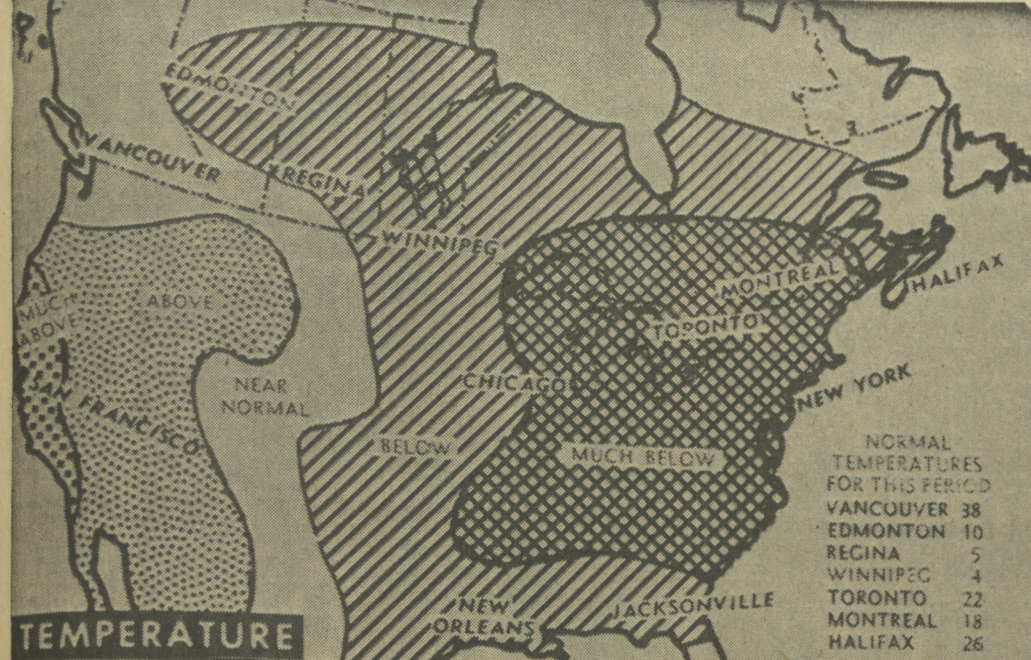 EDMONTON
VANCOUVER
REGINA
WINNIPEG
MONTREAL
HALIFAX
MUCH
ABOVE
ABOVE
TORONTO
SAN FRANCISCO
NEAR
NORMAL
CHICAGO
NEW YORK
BELOW
MUCH BELOW
NORMAL
TEMPERATURES
FOR THIS PERIOD
VANCOUVER 38
EDMONTON 10
REGINA 5
WINNIPEG 4
TORONTO 22
MONTREAL 18
HALIFAX 26
NEW
ORLEANS
JACKSONVILLE
TEMPERATURE